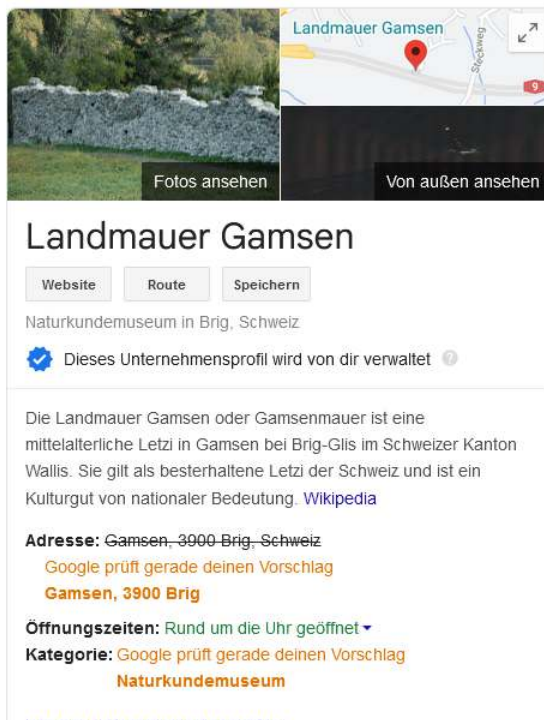 Landmauer Gamsen
Steckweg
9
Fotos ansehen
Von außen ansehen
Landmauer Gamsen
Website Route Speichern
Naturkundemuseum in Brig, Schweiz
Dieses Unternehmensprofil wird von dir verwaltet ?
Die Landmauer Gamsen oder Gamsenmauer ist eine
mittelalterliche Letzi in Gamsen bei Brig-Glis im Schweizer Kanton
Wallis. Sie gilt als besterhaltene Letzi der Schweiz und ist ein
Kulturgut von nationaler Bedeutung. Wikipedia
Adresse: Gamsen, 3900 Brig, Schweiz
Google prüft gerade deinen Vorschlag
Gamsen, 3900 Brig
Öffnungszeiten: Rund um die Uhr geöffnet
Kategorie: Google prüft gerade deinen Vorschlag
Naturkundemuseum